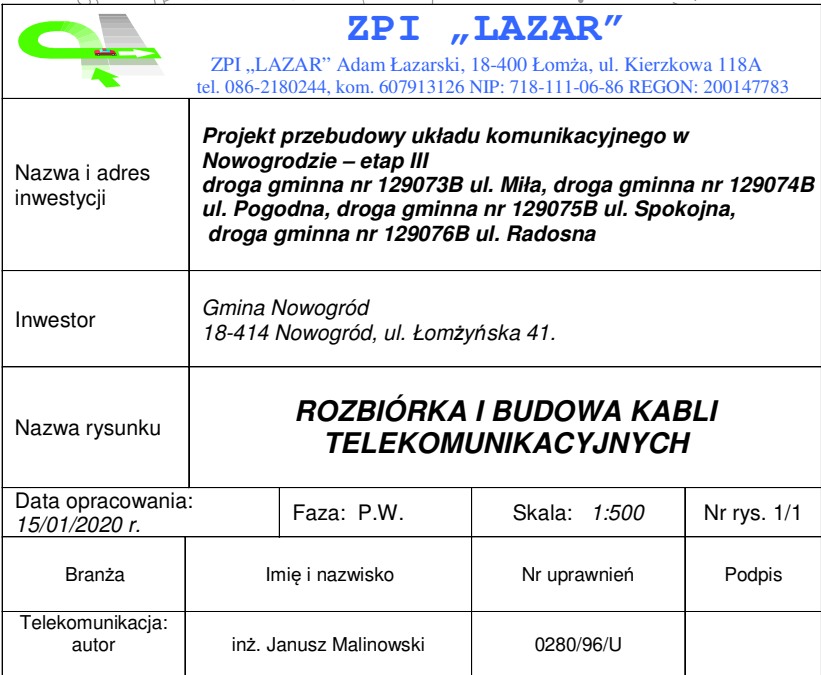 ZPI „LAZAR”
ZPI „LAZAR” Adam Łazarski, 18-400 Łomża, ul. Kierzkowa 118A
tel. 086-2180244, kom. 607913126 NIP: 718-111-06-86 REGON: 200147783
Nazwa i adres
inwestycji
Projekt przebudowy układu komunikacyjnego w
Nowogrodzie – etap III
droga gminna nr 129073B ul. Miła, droga gminna nr 129074B
ul. Pogodna, droga gminna nr 129075B ul. Spokojna,
droga gminna nr 129076B ul. Radosna
Inwestor
Gmina Nowogród
18-414 Nowogród, ul. Łomżyńska 41.
Nazwa rysunku
ROZBIÓRKA I BUDOWA KABLI
TELEKOMUNIKACYJNYCH
Data opracowania:
15/01/2020 r.
Faza: P.W.
Skala: 1:500
Nr rys. 1/1
Branża
Imię i nazwisko
Nr uprawnień
Podpis
Telekomunikacja:
autor
inż. Janusz Malinowski
0280/96/U